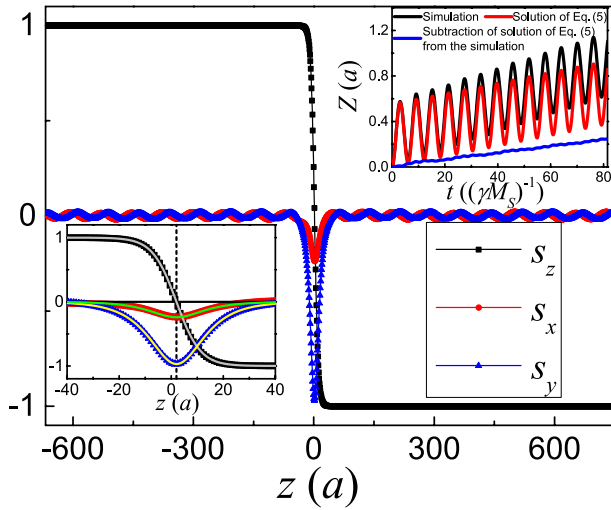 1
0
-1
-600
-300
0
300
600
z (a)
Simulation
Solution of Eq. (5)
Subtraction of solution of Eq. (5)
from the simulation
1.2
0.8
0.4
0.0
Z (a)
0
20
40
60
80
t ((γM_S)^-1)
1
0
-1
-40
-20
0
20
40
z (a)
s_z
s_x
s_y